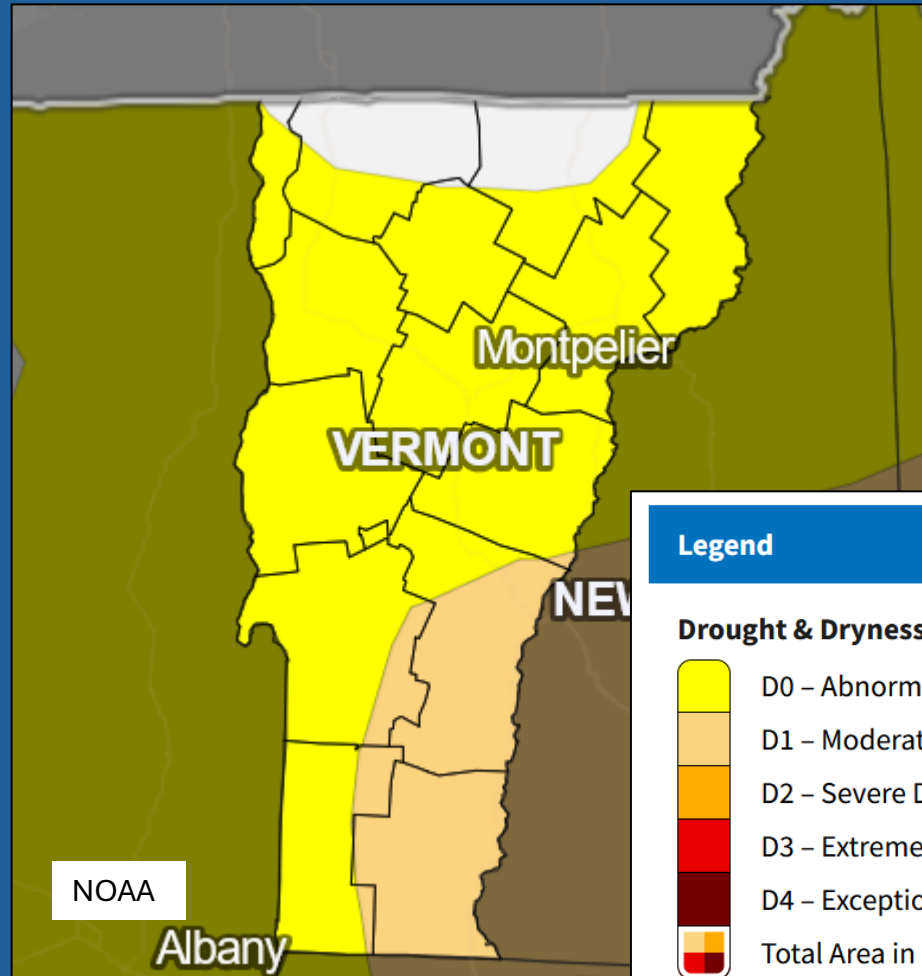 Montpelier
VERMONT
Legend
NEW
Drought & Dryness
D0 – Abnorm
D1 – Moderat
D2 – Severe D
D3 – Extreme
D4 – Exceptio
NOAA
Albany
Total Area in